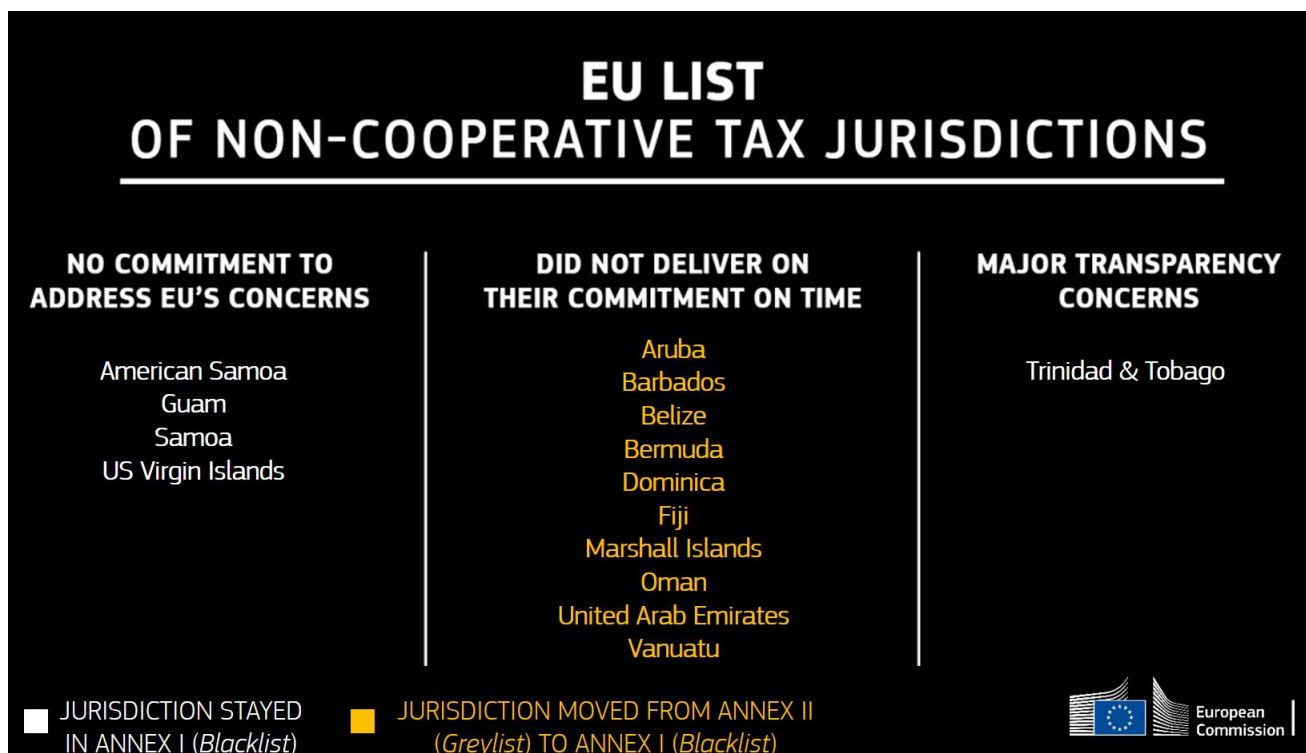 EU LIST
OF NON-COOPERATIVE TAX JURISDICTIONS
NO COMMITMENT TO
ADDRESS EU'S CONCERNS
American Samoa
Guam
Samoa
US Virgin Islands
DID NOT DELIVER ON
THEIR COMMITMENT ON TIME
Aruba
Barbados
Belize
Bermuda
Dominica
Fiji
Marshall Islands
Oman
United Arab Emirates
Vanuatu
MAJOR TRANSPARENCY
CONCERNS
Trinidad & Tobago
JURISDICTION STAYED
IN ANNEX I (Blacklist)
JURISDICTION MOVED FROM ANNEX II
(Greylist) TO ANNEX I (Blacklist)
European
Commission